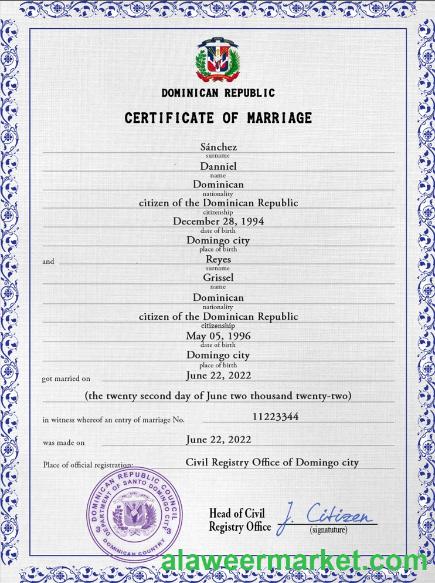 DOMINICAN REPUBLIC
CERTIFICATE OF MARRIAGE
Sánchez
surname
Danniel
name
Dominican
nationality
citizen of the Dominican Republic
citizenship
December 28, 1994
date of birth
Domingo city
place of birth
and Reyes
surname
Grissel
name
Dominican
nationality
citizen of the Dominican Republic
citizenship
May 05, 1996
date of birth
Domingo city
place of birth
got married on June 22, 2022
(the twenty second day of June two thousand twenty-two)
in witness whereof an entry of marriage No. 11223344
was made on June 22, 2022
Place of official registration: Civil Registry Office of Domingo city
DOMINICAN REPUBLIC COUNCIL
DEPARTMENT OF SANTO DOMINGO CITY
DOMINICAN COUNTRY
Head of Civil
Registry Office J. Citizen
(signatuture)
alaweermarket.com